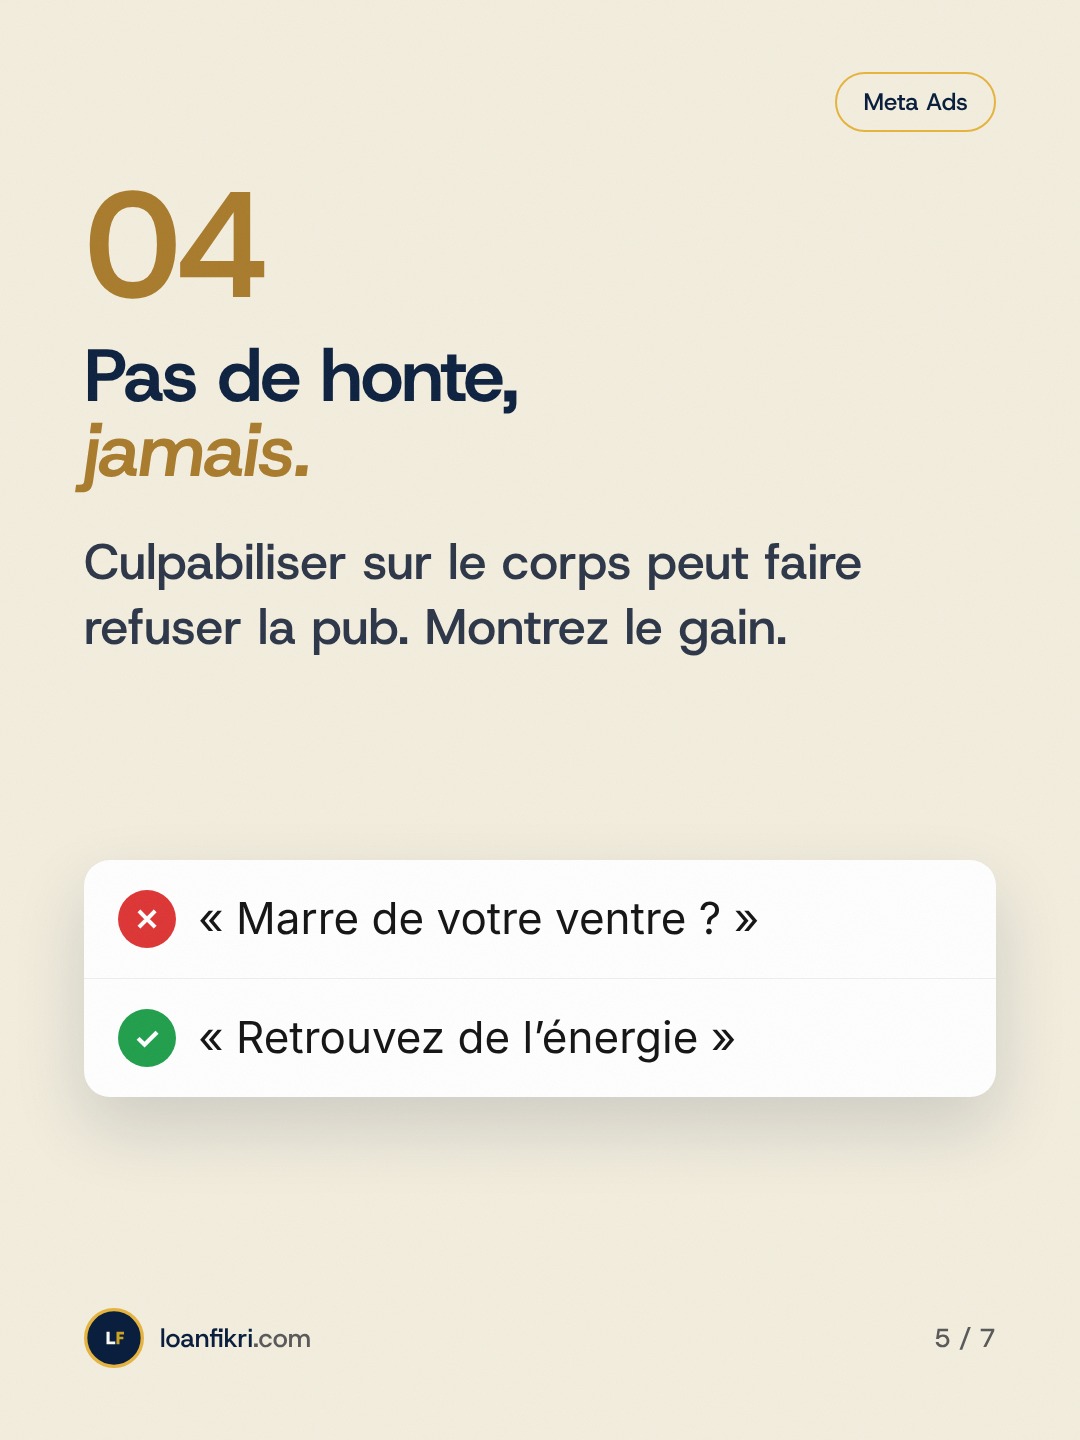 Meta Ads
04
Pas de honte,
jamais.
Culpabiliser sur le corps peut faire
refuser la pub. Montrez le gain.
« Marre de votre ventre ? »
« Retrouvez de l’énergie »
LF
loanfikri.com
5 / 7